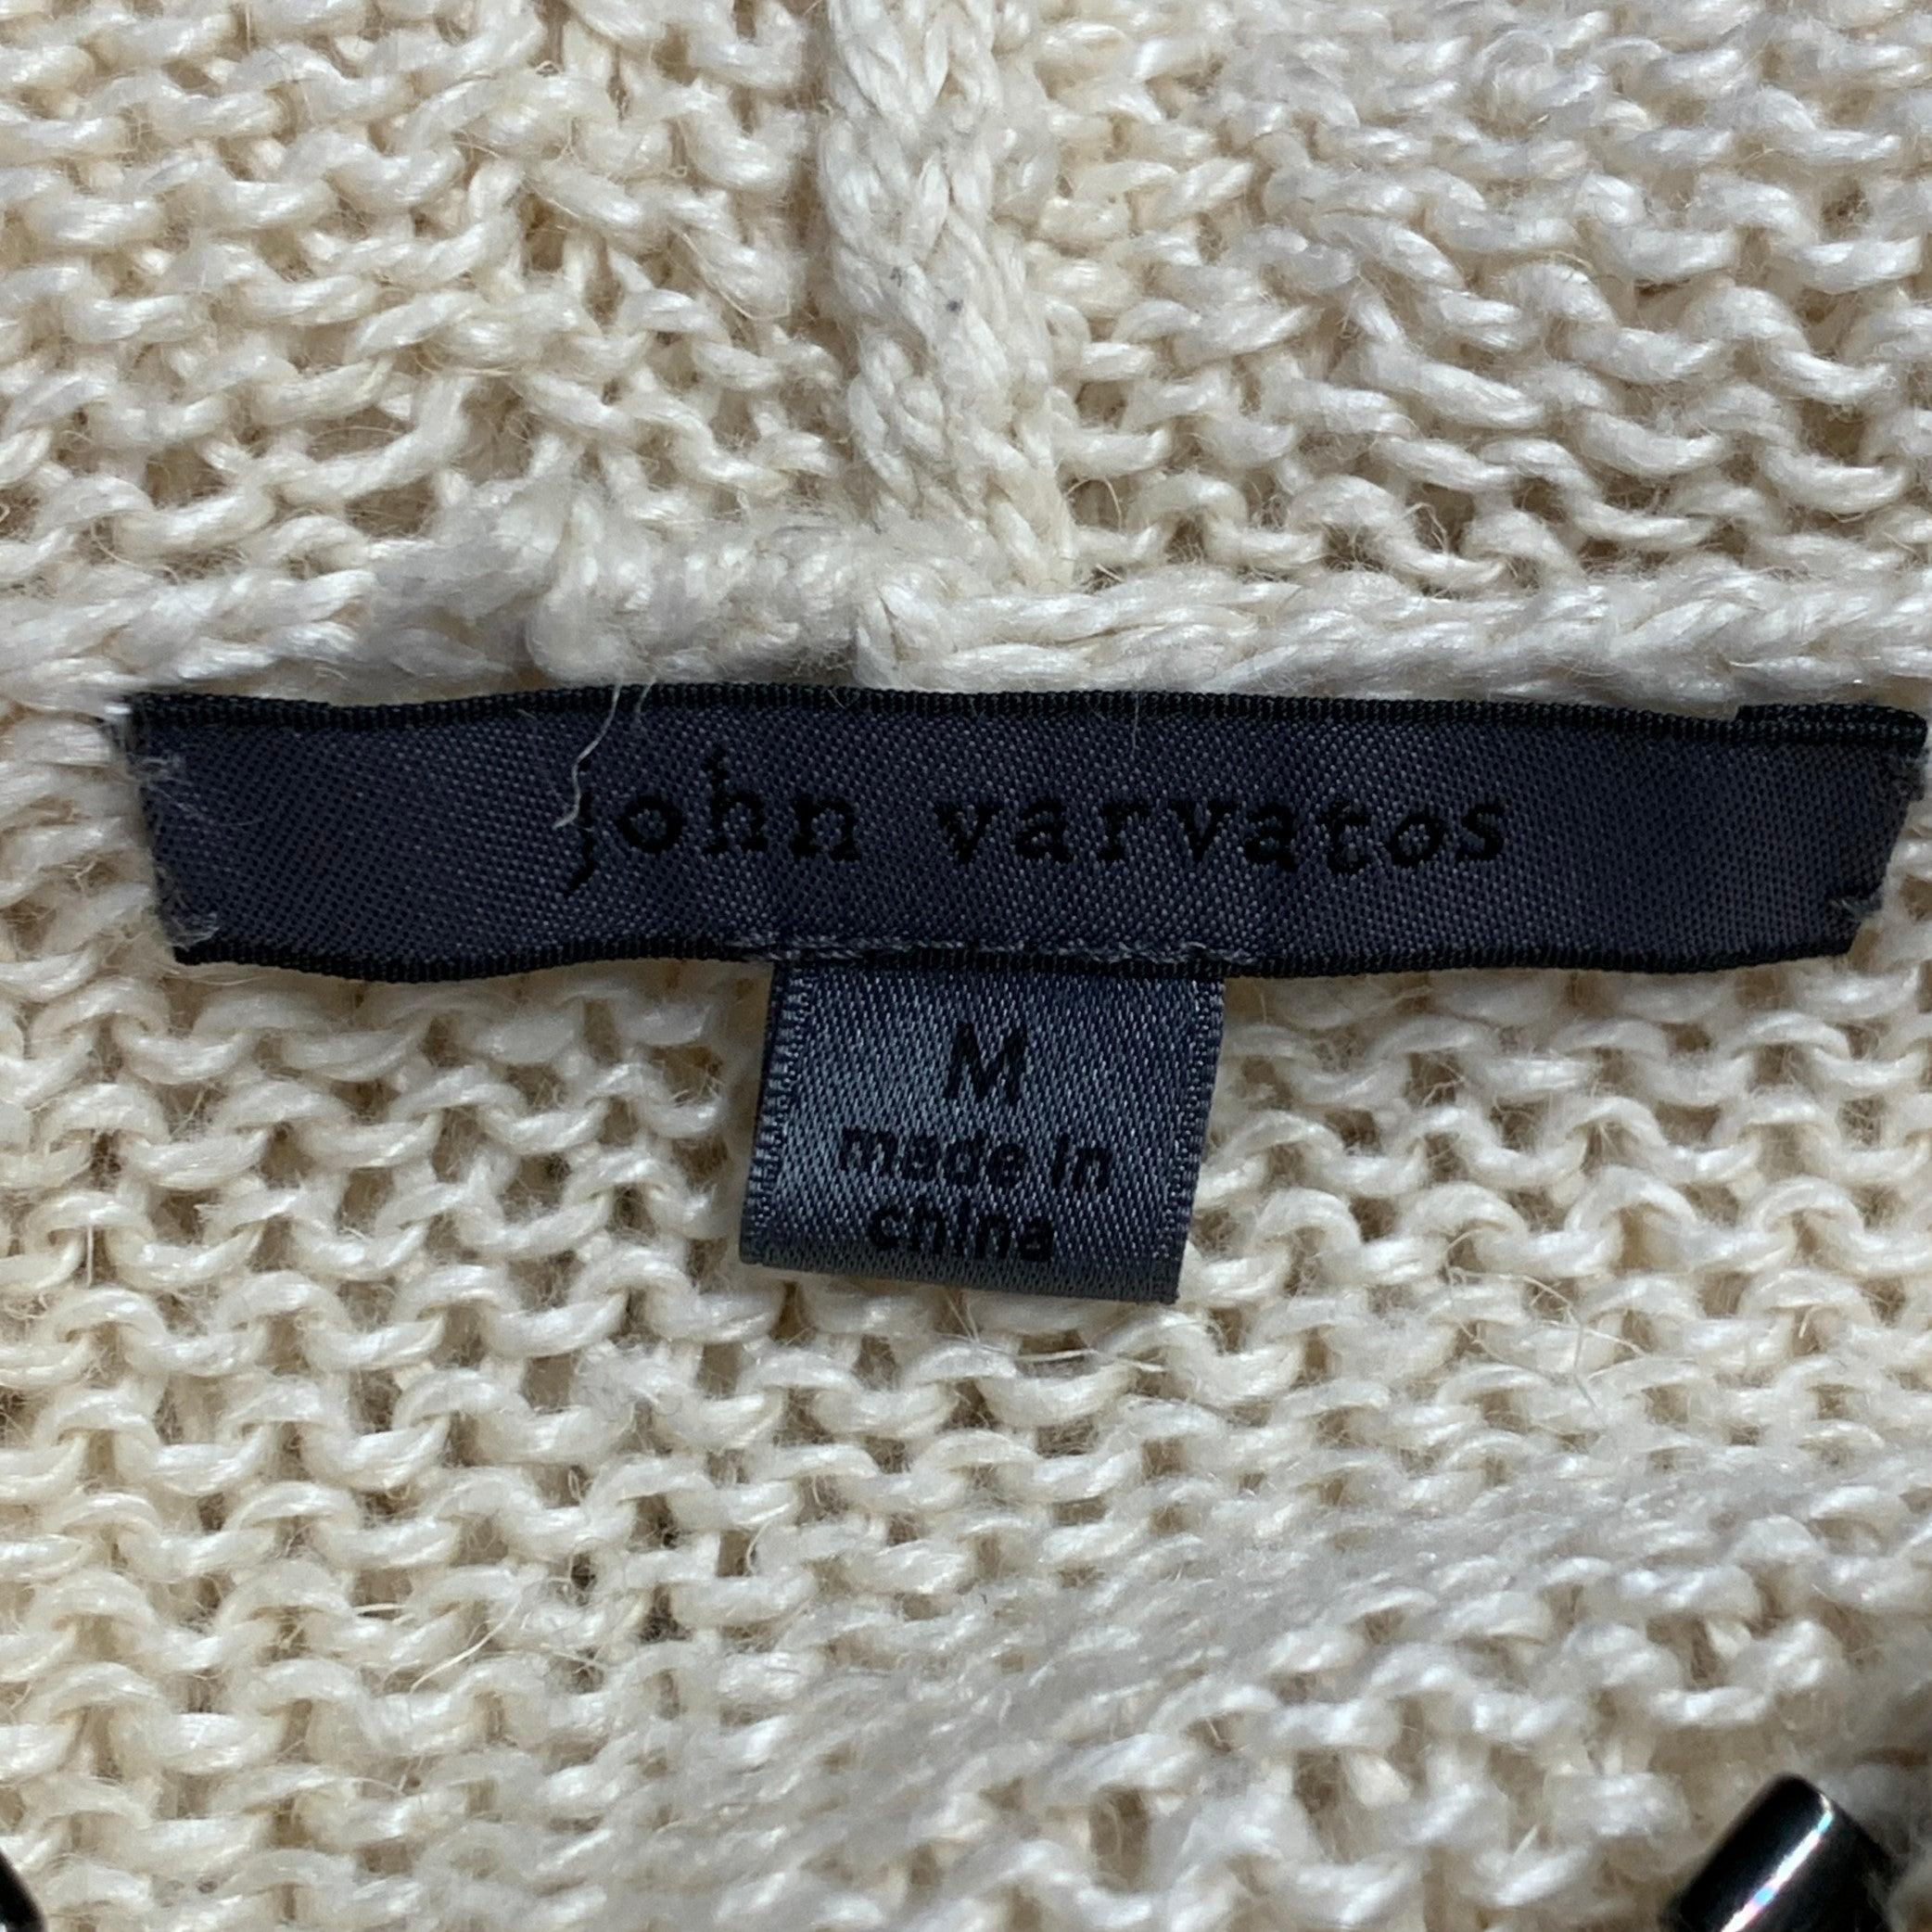 john varvatos
M
made in
china